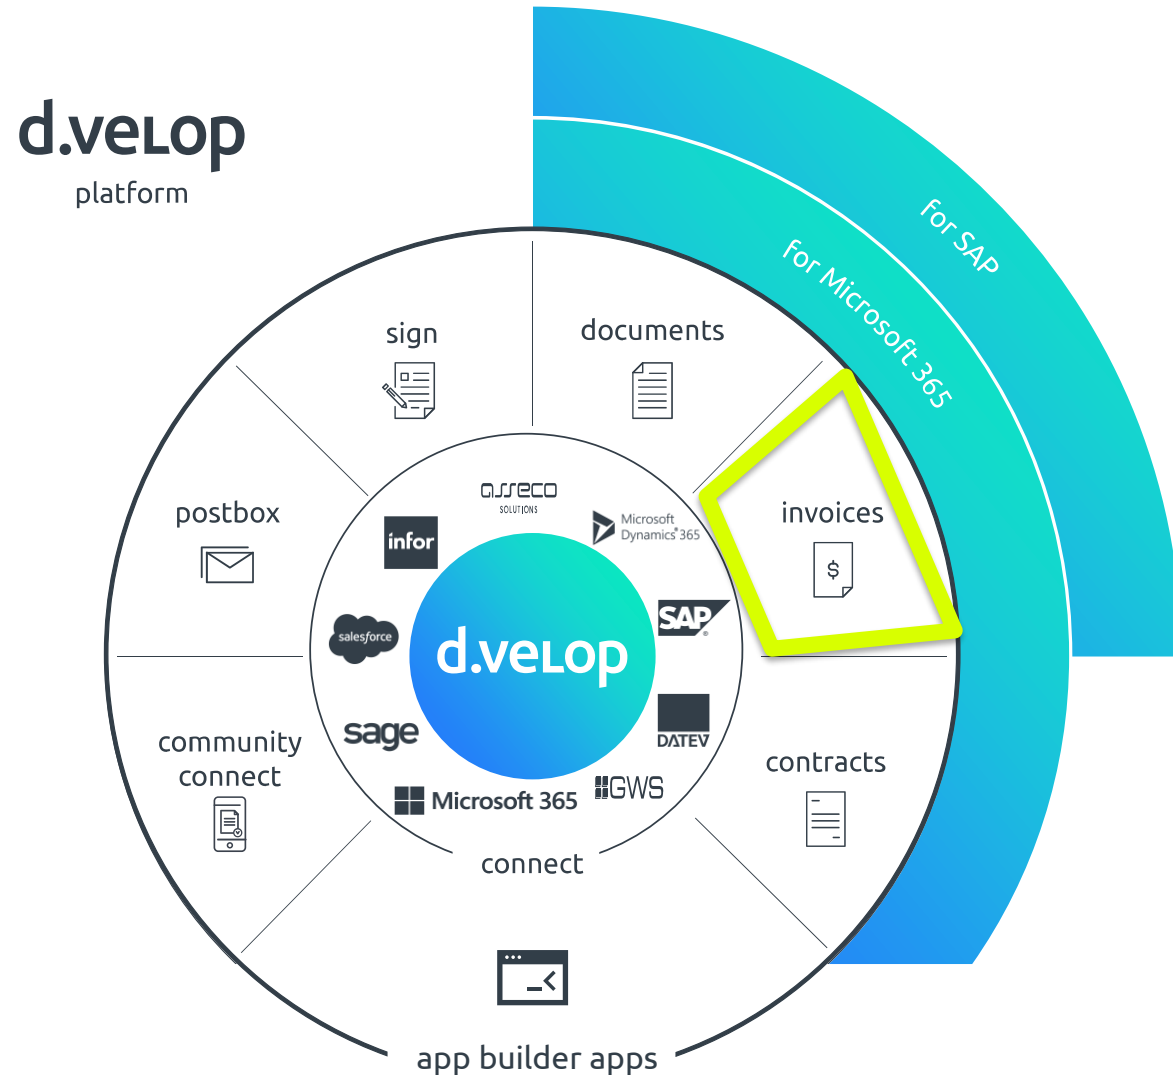 d.velop
platform
for SAP
for Microsoft 365
sign
documents
postbox
invoices
$
asseco
SOLUTIONS
infor
Microsoft
Dynamics 365
salesforce
SAP®
d.velop
sage
DATEV
community
connect
contracts
Microsoft 365
GWS
connect
app builder apps